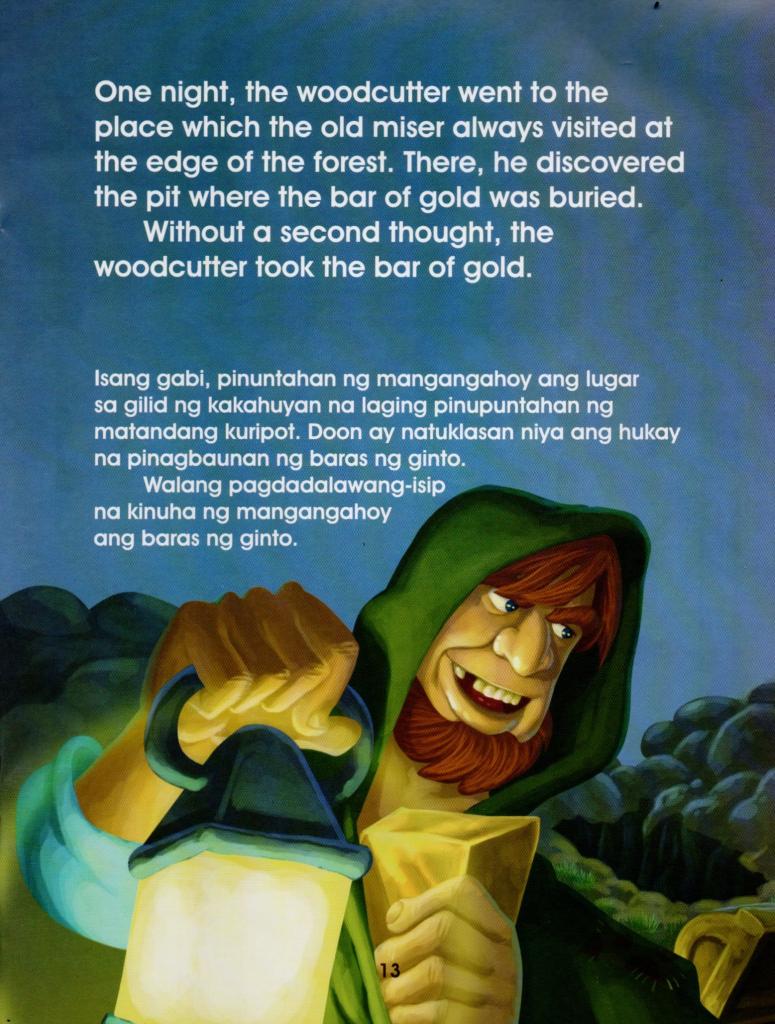 One night, the woodcutter went to the
place which the old miser always visited at
the edge of the forest. There, he discovered
the pit where the bar of gold was buried.
Without a second thought, the
woodcutter took the bar of gold.
Isang gabi, pinuntahan ng mangangahoy ang lugar
sa gilid ng kakahuyan na laging pinupuntahan ng
matandang kuripot. Doon ay natuklasan niya ang hukay
na pinagbaunan ng baras ng ginto.
Walang pagdadalawang-isip
na kinuha ng mangangahoy
ang baras ng ginto.
13